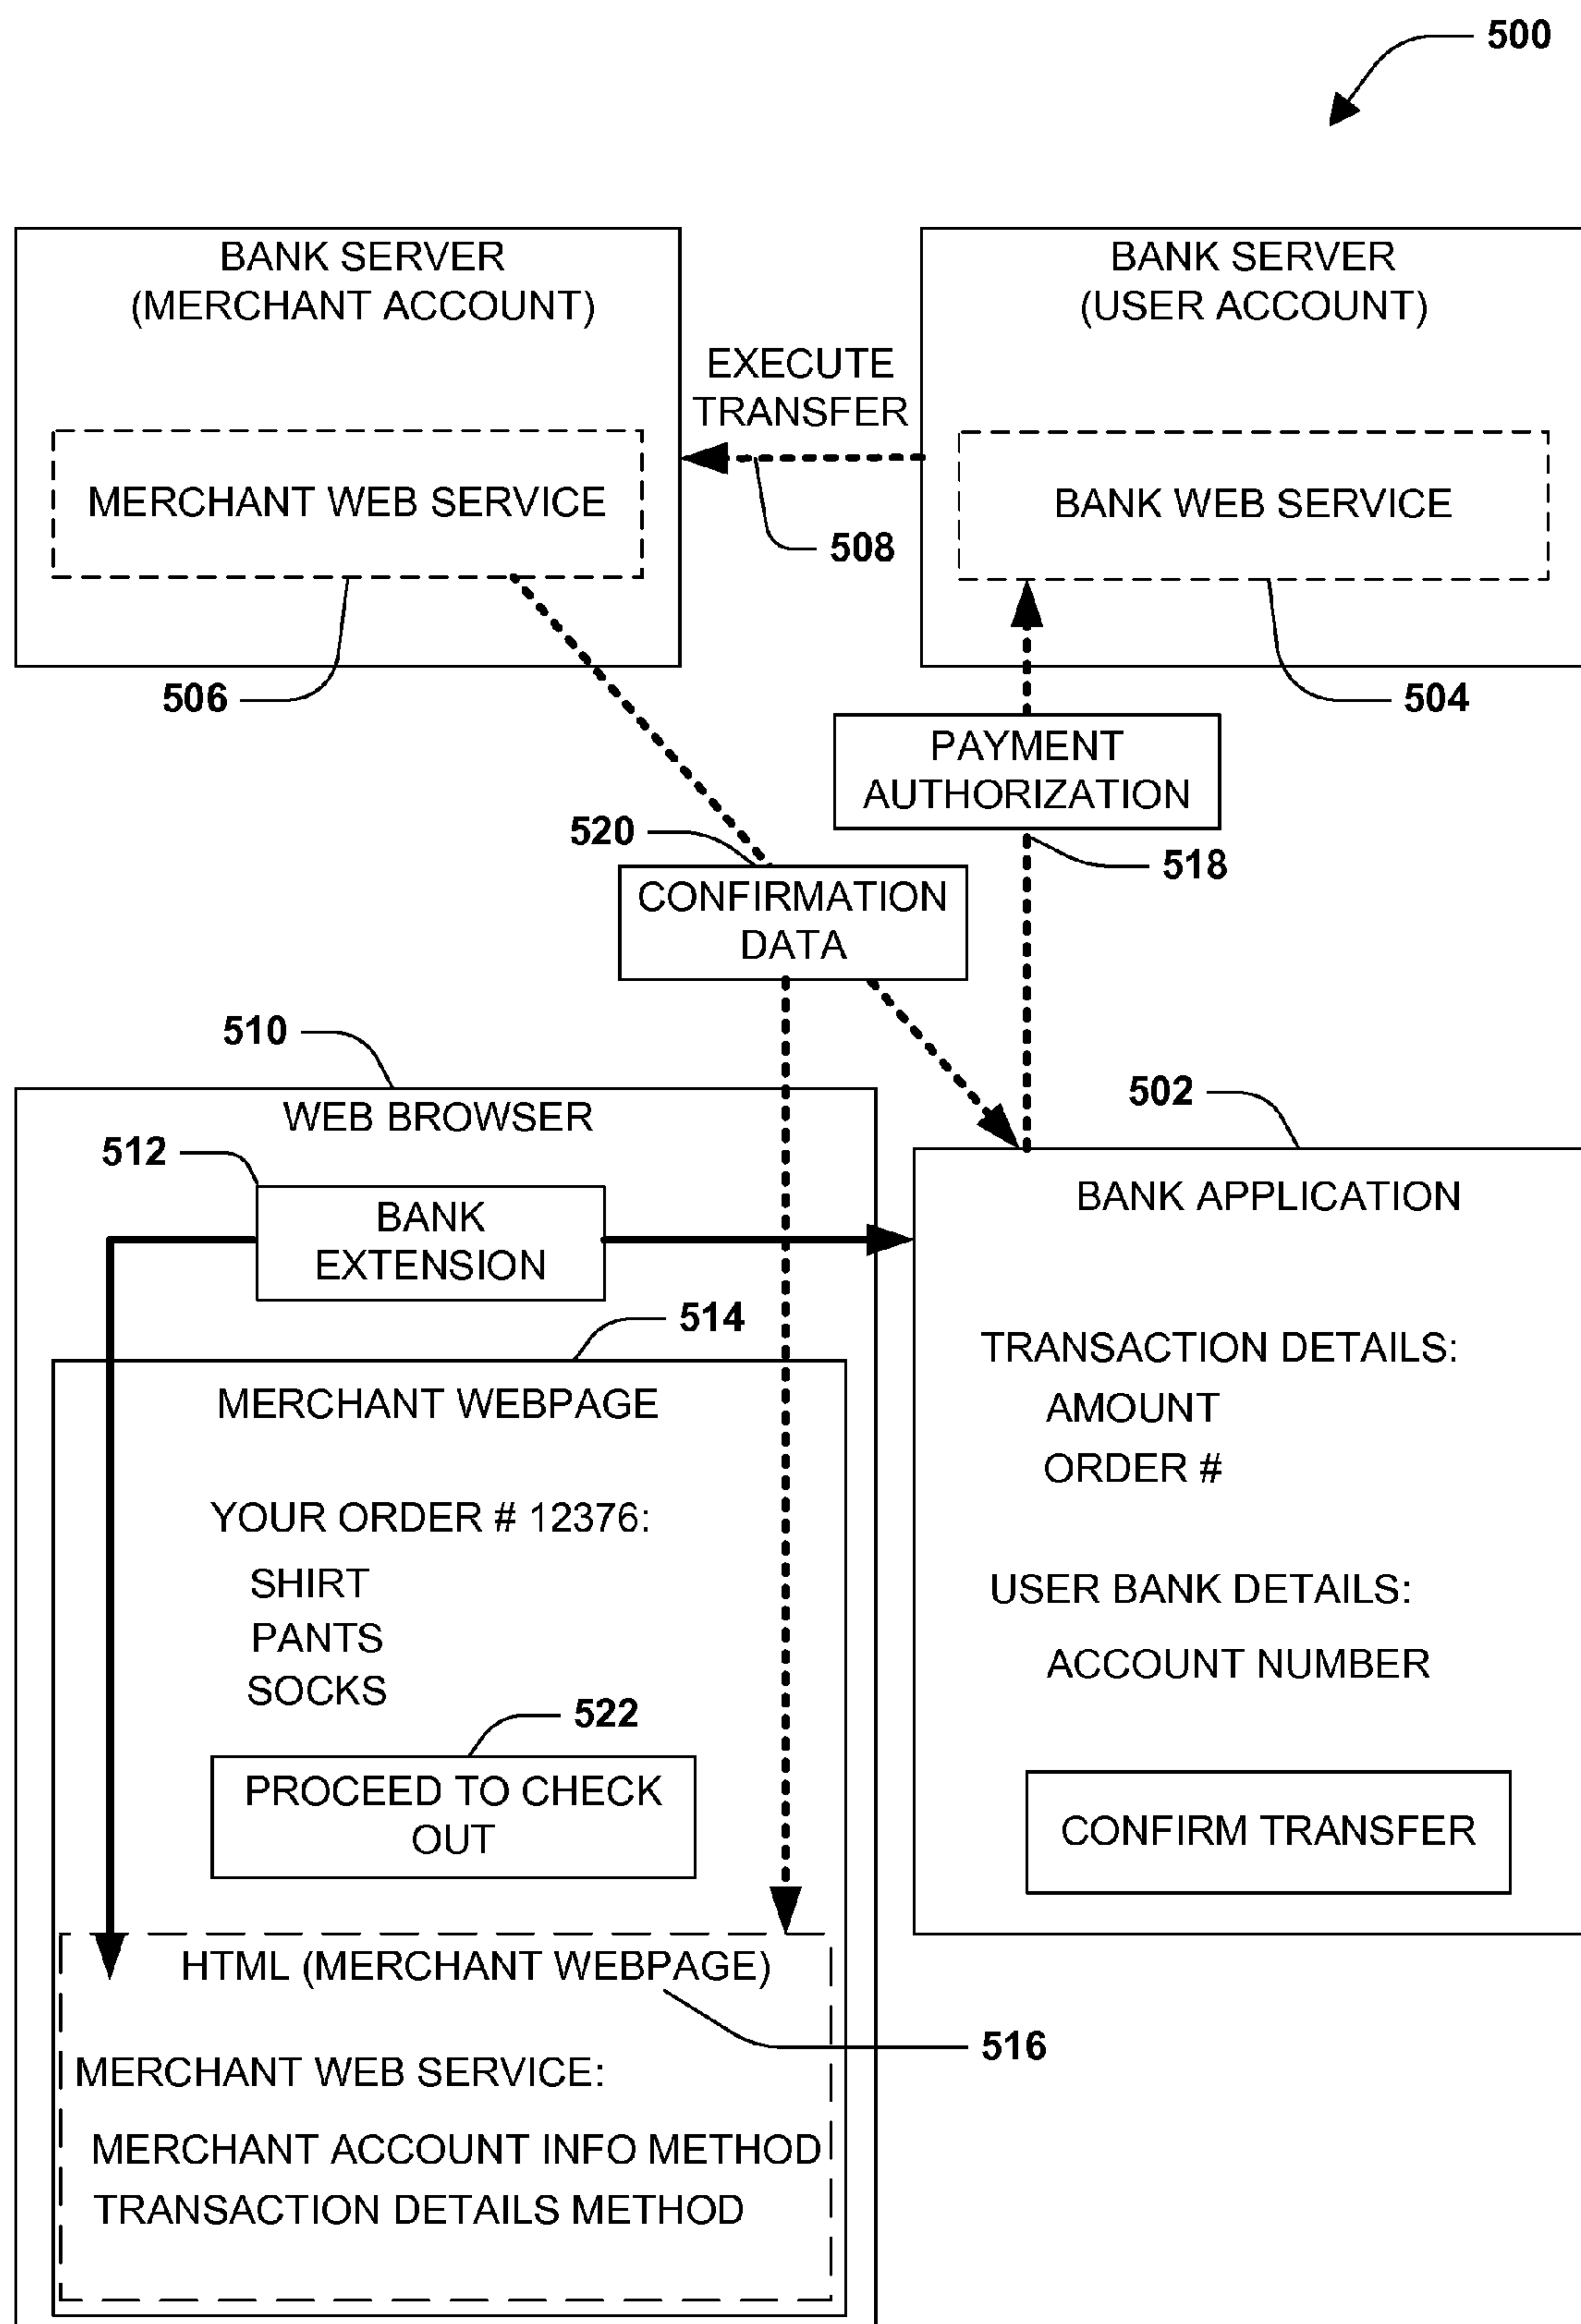 500
BANK SERVER
(MERCHANT ACCOUNT)
BANK SERVER
(USER ACCOUNT)
EXECUTE
TRANSFER
MERCHANT WEB SERVICE
BANK WEB SERVICE
508
506
504
PAYMENT
AUTHORIZATION
520
518
CONFIRMATION
DATA
510
502
WEB BROWSER
512
BANK
EXTENSION
BANK APPLICATION
514
MERCHANT WEBPAGE
TRANSACTION DETAILS:
AMOUNT
ORDER #
YOUR ORDER # 12376:
SHIRT
PANTS
SOCKS
USER BANK DETAILS:
ACCOUNT NUMBER
522
PROCEED TO CHECK
OUT
CONFIRM TRANSFER
HTML (MERCHANT WEBPAGE)
516
MERCHANT WEB SERVICE:
MERCHANT ACCOUNT INFO METHOD
TRANSACTION DETAILS METHOD